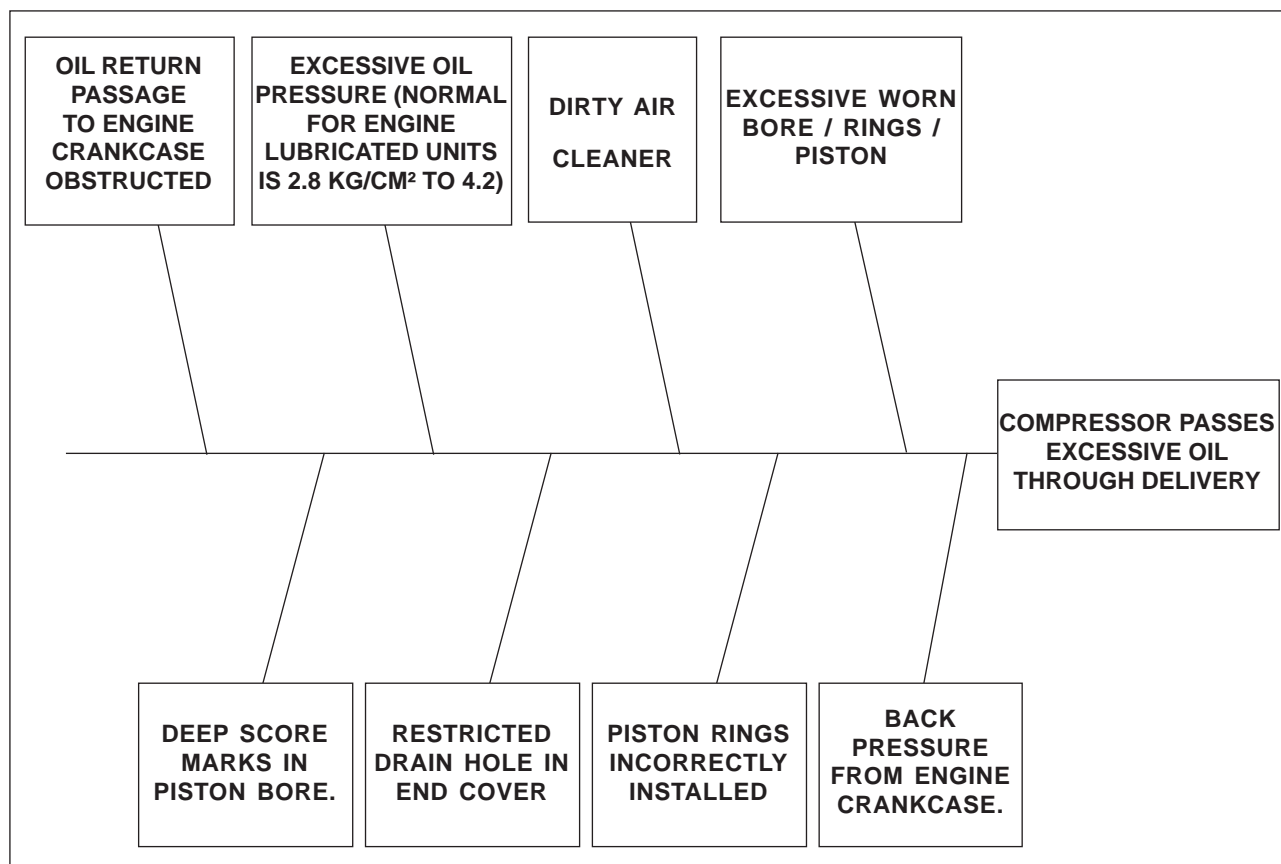 OIL RETURN
PASSAGE
TO ENGINE
CRANKCASE
OBSTRUCTED
EXCESSIVE OIL
PRESSURE (NORMAL
FOR ENGINE
LUBRICATED UNITS
IS 2.8 KG/CM² TO 4.2)
DIRTY AIR
CLEANER
EXCESSIVE WORN
BORE / RINGS /
PISTON
COMPRESSOR PASSES
EXCESSIVE OIL
THROUGH DELIVERY
DEEP SCORE
MARKS IN
PISTON BORE.
RESTRICTED
DRAIN HOLE IN
END COVER
PISTON RINGS
INCORRECTLY
INSTALLED
BACK
PRESSURE
FROM ENGINE
CRANKCASE.